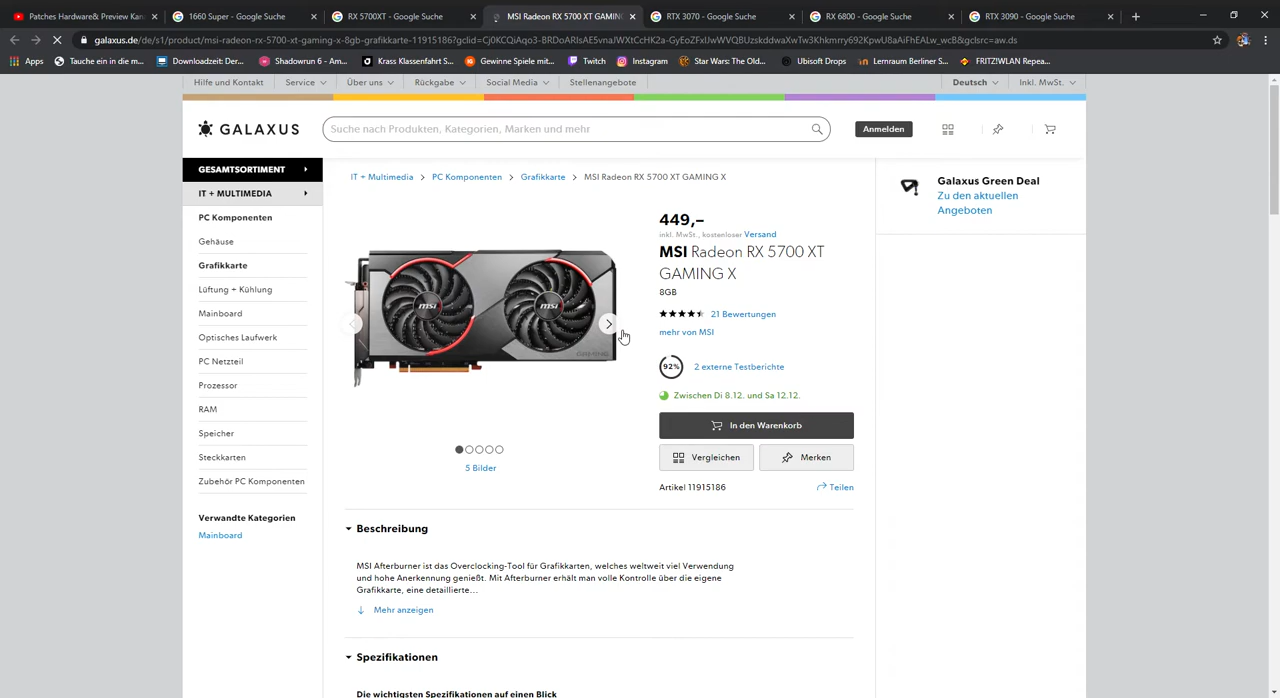 Patches Hardware& Preview Kan
1660 Super - Google Suche
RX 5700XT - Google Suche
MSI Radeon RX 5700 XT GAMIN
RTX 3070 - Google Suche
RX 6800 - Google Suche
RTX 3090 - Google Suche
galaxus.de/de/s1/product/msi-radeon-rx-5700-xt-gaming-x-8gb-grafikkarte-11915186?gclid=
Apps
Tauche ein in die m...
Downloadzeit: Der...
Shadowrun 6 - Am...
Krass Klassenfahrt S...
Gewinne Spiele mit...
Twitch
Instagram
Star Wars: The Old...
Ubisoft Drops
Lernraum Berliner S...
FRITZ!WLAN Repea...
Hilfe und Kontakt
Service
Über uns
Rückgabe
Social Media
Stellenangebote
Deutsch
Inkl. MwSt.
GALAXUS
Suche nach Produkten, Kategorien, Marken und mehr
Anmelden
GESAMTSORTIMENT
IT + MULTIMEDIA
PC Komponenten
Gehäuse
Grafikkarte
Lüftung + Kühlung
Mainboard
Optisches Laufwerk
PC Netzteil
Prozessor
RAM
Speicher
Steckkarten
Zubehör PC Komponenten
Verwandte Kategorien
Mainboard
IT + Multimedia > PC Komponenten > Grafikkarte > MSI Radeon RX 5700 XT GAMING X
msi
msi
5 Bilder
449,–
inkl. MwSt., kostenloser Versand
MSI Radeon RX 5700 XT
GAMING X
8GB
21 Bewertungen
mehr von MSI
92%
2 externe Testberichte
Zwischen Di 8.12. und Sa 12.12.
In den Warenkorb
Vergleichen
Merken
Artikel 11915186
Teilen
Galaxus Green Deal
Zu den aktuellen
Angeboten
Beschreibung
MSI Afterburner ist das Overclocking-Tool für Grafikkarten, welches weltweit viel Verwendung
und hohe Anerkennung genießt. Mit Afterburner erhält man volle Kontrolle über die eigene
Grafikkarte, eine detaillierte...
Mehr anzeigen
Spezifikationen
Die wichtigsten Spezifikationen auf einen Blick